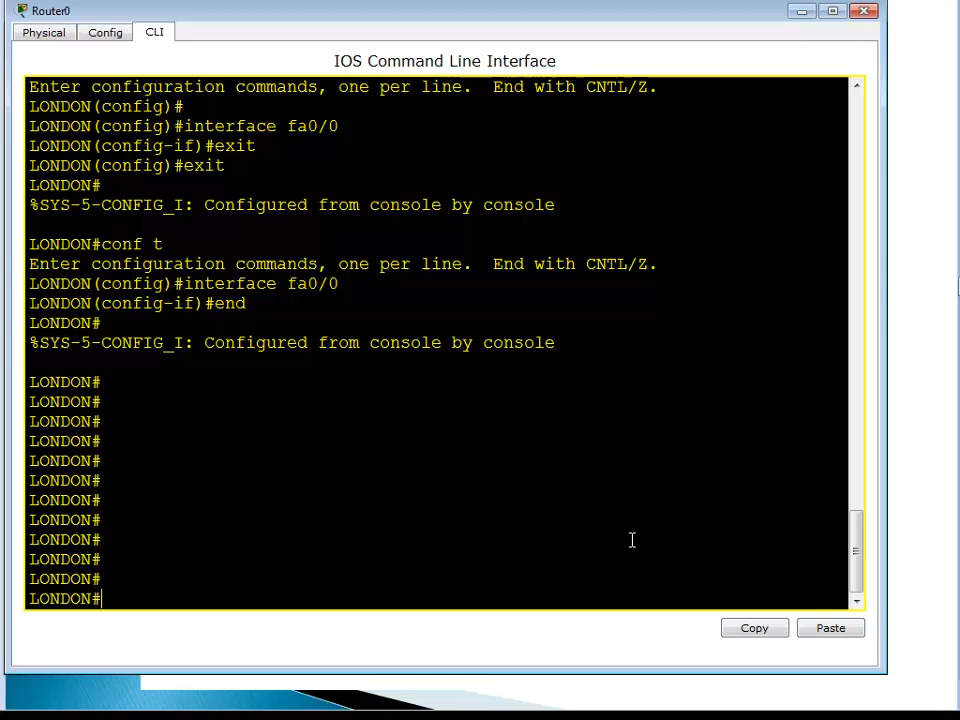 Router0
Physical
Config
CLI
IOS Command Line Interface
Enter configuration commands, one per line.  End with CNTL/Z.
LONDON(config)#
LONDON(config)#interface fa0/0
LONDON(config-if)#exit
LONDON(config)#exit
LONDON#
%SYS-5-CONFIG_I: Configured from console by console
LONDON#conf t
Enter configuration commands, one per line.  End with CNTL/Z.
LONDON(config)#interface fa0/0
LONDON(config-if)#end
LONDON#
%SYS-5-CONFIG_I: Configured from console by console
LONDON#
LONDON#
LONDON#
LONDON#
LONDON#
LONDON#
LONDON#
LONDON#
LONDON#
LONDON#
LONDON#
LONDON#
Copy
Paste